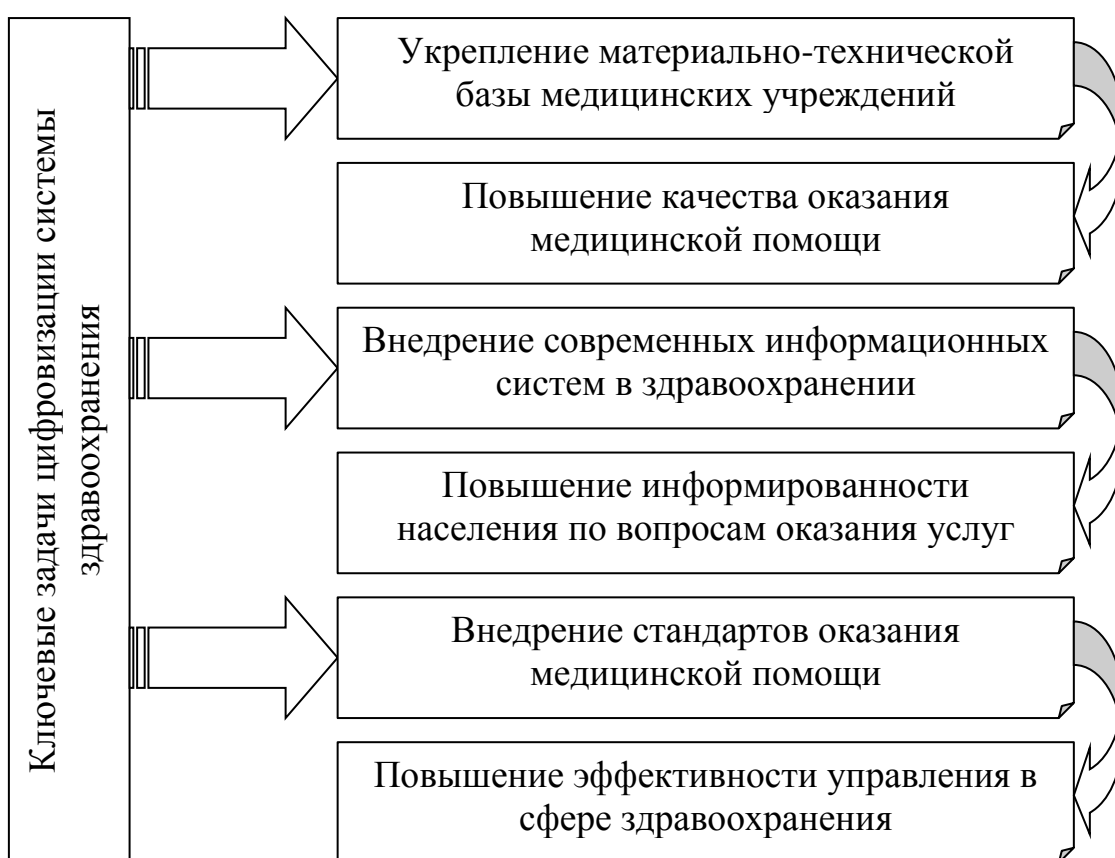 Ключевые задачи цифровизации системы
здравоохранения
Укрепление материально-технической
базы медицинских учреждений
Повышение качества оказания
медицинской помощи
Внедрение современных информационных
систем в здравоохранении
Повышение информированности
населения по вопросам оказания услуг
Внедрение стандартов оказания
медицинской помощи
Повышение эффективности управления в
сфере здравоохранения